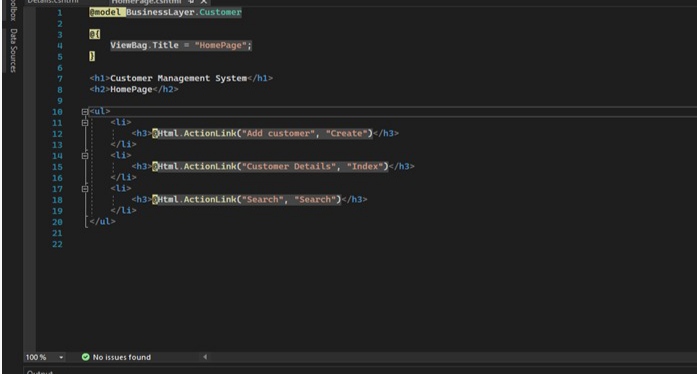 Details.cshtml HomePage.cshtml
Toolbox Data Sources
1 @model BusinessLayer.Customer
2
3 @{
4 ViewBag.Title = "HomePage";
5 }
6
7 <h1>Customer Management System</h1>
8 <h2>HomePage</h2>
9
10 <ul>
11 <li>
12 <h3>@Html.ActionLink("Add customer", "Create")</h3>
13 </li>
14 <li>
15 <h3>@Html.ActionLink("Customer Details", "Index")</h3>
16 </li>
17 <li>
18 <h3>@Html.ActionLink("Search", "Search")</h3>
19 </li>
20 </ul>
21
22
100 % No issues found
Output